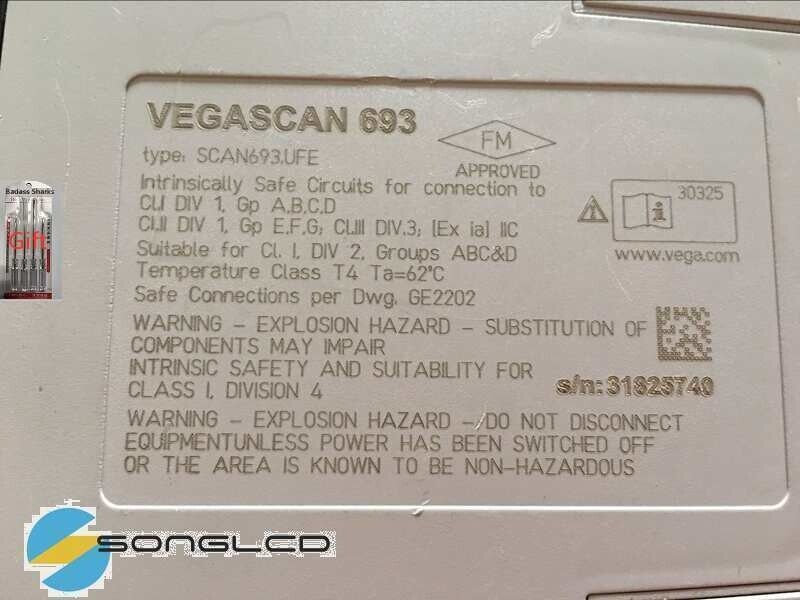 VEGASCAN 693
type: SCAN693.UFE
FM
APPROVED
Intrinsically Safe Circuits for connection to
Cl.I DIV 1, Gp A,B,C,D
Cl.II DIV 1, Gp E,F,G; Cl.III DIV.3; [Ex ia] IIC
Suitable for Cl. I, DIV 2, Groups ABC&D
Temperature Class T4 Ta=62°C
Safe Connections per Dwg. GE2202
30325
www.vega.com
WARNING - EXPLOSION HAZARD - SUBSTITUTION OF
COMPONENTS MAY IMPAIR
INTRINSIC SAFETY AND SUITABILITY FOR
CLASS I, DIVISION 4
s/n: 31825740
WARNING - EXPLOSION HAZARD -/DO NOT DISCONNECT
EQUIPMENTUNLESS POWER HAS BEEN SWITCHED OFF
OR THE AREA IS KNOWN TO BE NON-HAZARDOUS
Badass Sharks
Gift
SONGLCD